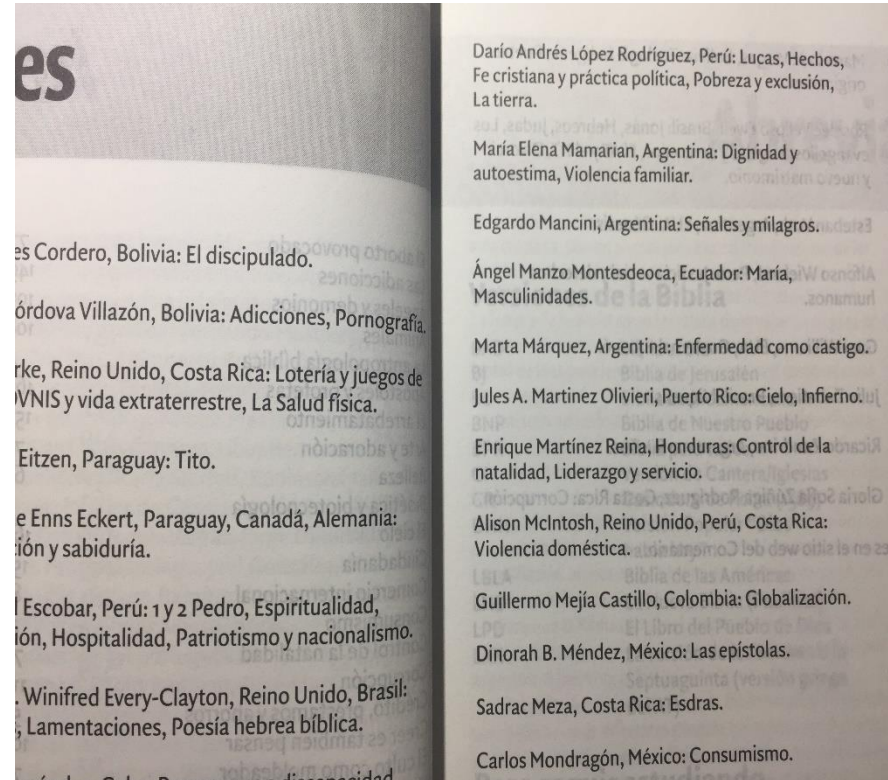 es
es Cordero, Bolivia: El discipulado.
órdova Villazón, Bolivia: Adicciones, Pornografía.
rke, Reino Unido, Costa Rica: Lotería y juegos de
OVNIS y vida extraterrestre, La Salud física.
Eitzen, Paraguay: Tito.
e Enns Eckert, Paraguay, Canadá, Alemania:
ión y sabiduría.
l Escobar, Perú: 1 y 2 Pedro, Espiritualidad,
ión, Hospitalidad, Patriotismo y nacionalismo.
. Winifred Every-Clayton, Reino Unido, Brasil:
, Lamentaciones, Poesía hebrea bíblica.
Darío Andrés López Rodríguez, Perú: Lucas, Hechos,
Fe cristiana y práctica política, Pobreza y exclusión,
La tierra.
María Elena Mamarian, Argentina: Dignidad y
autoestima, Violencia familiar.
Edgardo Mancini, Argentina: Señales y milagros.
Ángel Manzo Montesdeoca, Ecuador: María,
Masculinidades.
Marta Márquez, Argentina: Enfermedad como castigo.
Jules A. Martinez Olivieri, Puerto Rico: Cielo, Infierno.
Enrique Martínez Reina, Honduras: Control de la
natalidad, Liderazgo y servicio.
Alison McIntosh, Reino Unido, Perú, Costa Rica:
Violencia doméstica.
Guillermo Mejía Castillo, Colombia: Globalización.
Dinorah B. Méndez, México: Las epístolas.
Sadrac Meza, Costa Rica: Esdras.
Carlos Mondragón, México: Consumismo.